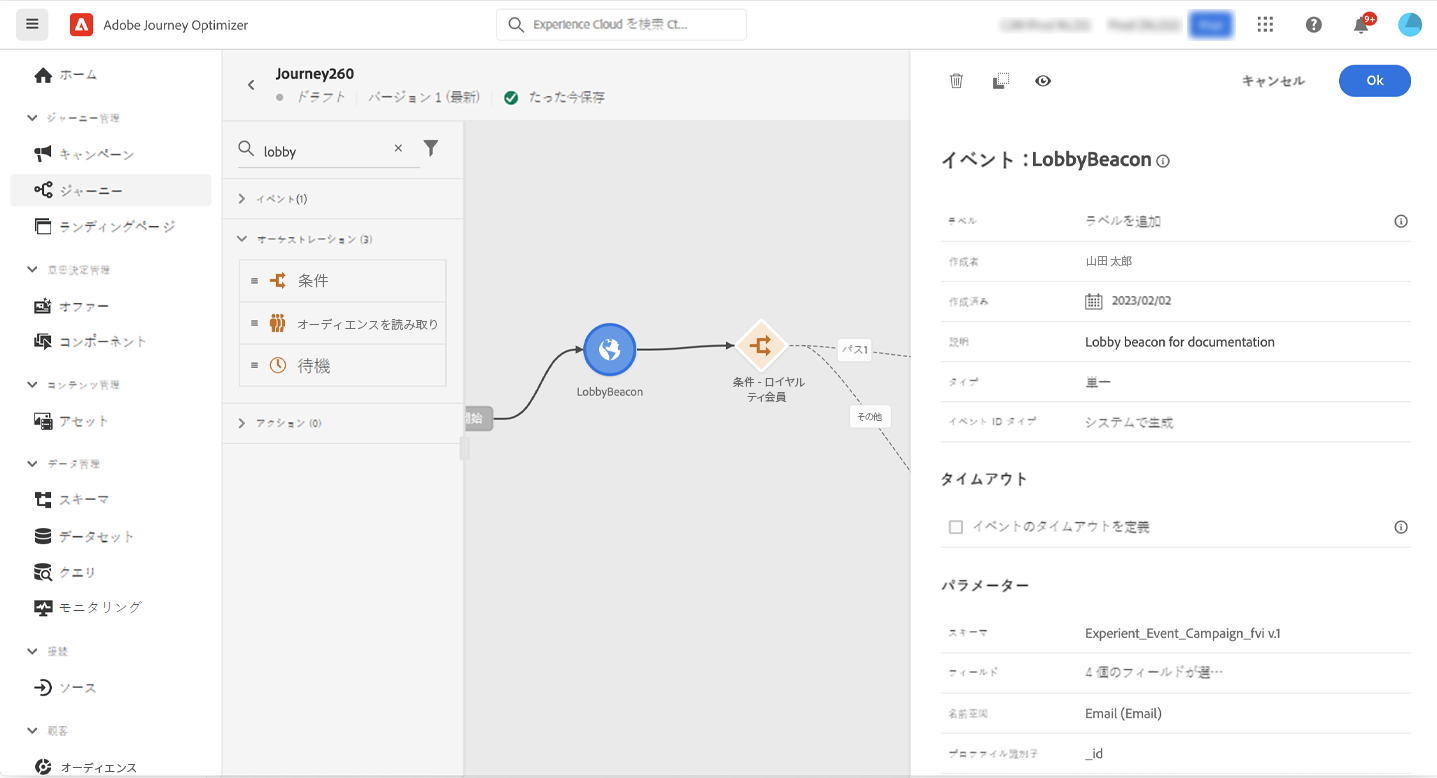 Adobe Journey Optimizer
Experience Cloud を検索 Ct...
9+
ホーム
ジャーニー管理
キャンペーン
ジャーニー
ランディングページ
意思決定管理
オファー
コンポーネント
コンテンツ管理
アセット
データ管理
スキーマ
データセット
クエリ
モニタリング
接続
ソース
顧客
オーディエンス
Journey260
ドラフト
バージョン 1 (最新)
たった今保存
lobby
イベント(1)
オーケストレーション (3)
条件
オーディエンスを読み取り
待機
アクション (0)
開始
LobbyBeacon
条件 - ロイヤル
ティ会員
パス1
その他
キャンセル
Ok
イベント：LobbyBeacon
ラベル
ラベルを追加
作成者
山田 太郎
作成済み
2023/02/02
説明
Lobby beacon for documentation
タイプ
単一
イベント ID タイプ
システムで生成
タイムアウト
イベントのタイムアウトを定義
パラメーター
スキーマ
Experient_Event_Campaign_fvi v.1
フィールド
4 個のフィールドが選…
名前空間
Email (Email)
プロファイル識別子
_id